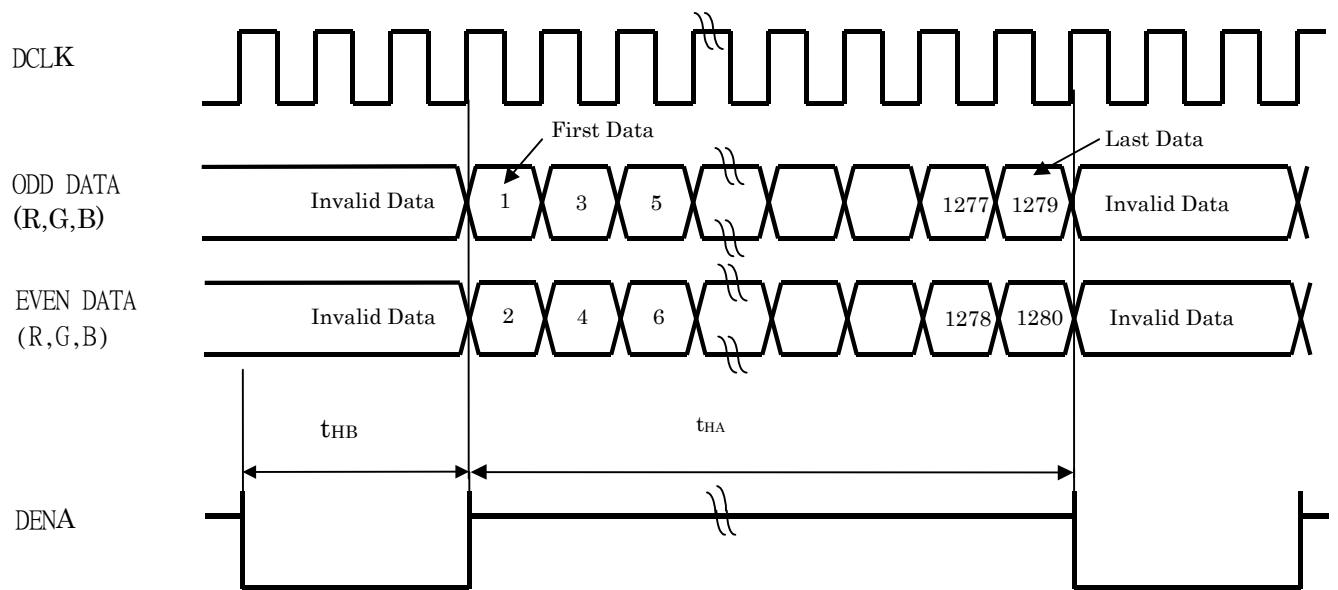 DCLK
First Data
Last Data
ODD DATA
(R,G,B)
Invalid Data 1 3 5 1277 1279 Invalid Data
EVEN DATA
(R,G,B)
Invalid Data 2 4 6 1278 1280 Invalid Data
tHB
tHA
DENA